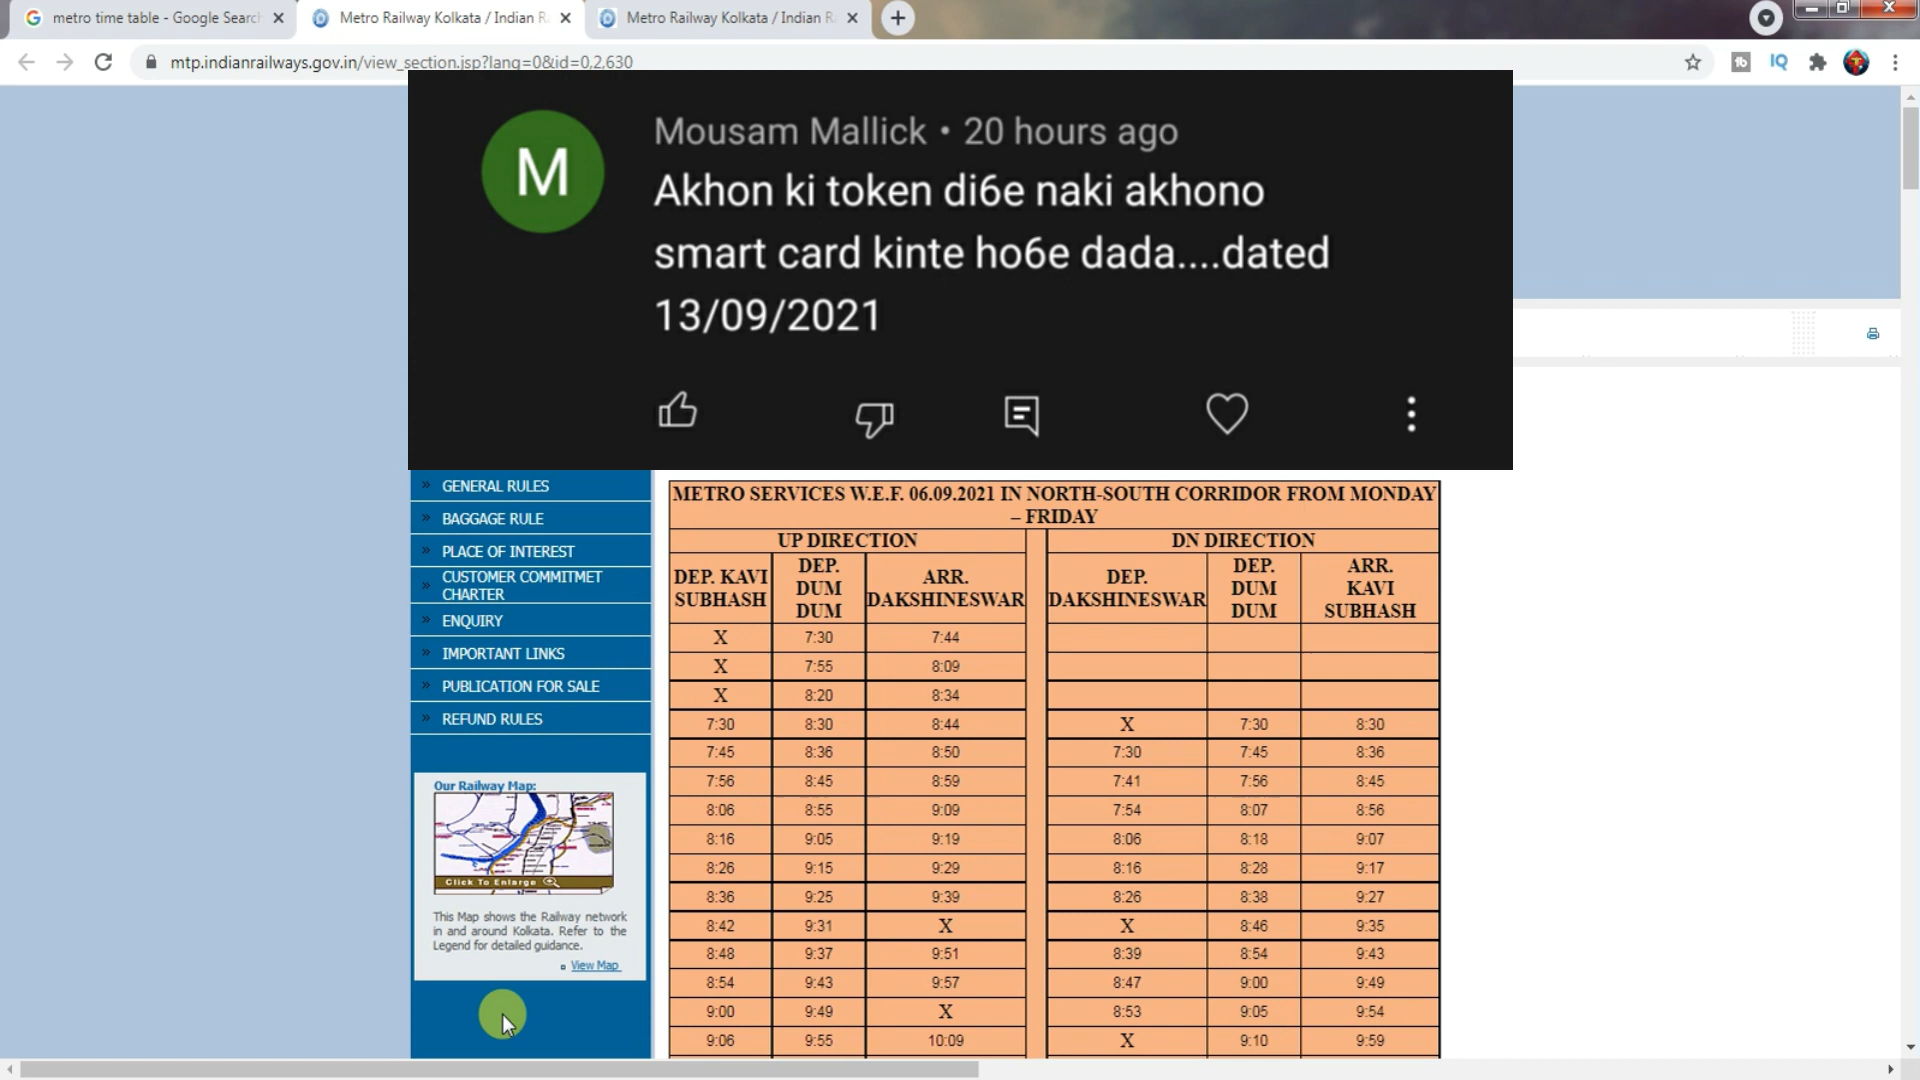 metro time table - Google Search
Metro Railway Kolkata / Indian R
Metro Railway Kolkata / Indian R
mtp.indianrailways.gov.in/view_section.jsp?lang=0&id=0,2,630
M
Mousam Mallick • 20 hours ago
Akhon ki token di6e naki akhono
smart card kinte ho6e dada....dated
13/09/2021
GENERAL RULES
BAGGAGE RULE
PLACE OF INTEREST
CUSTOMER COMMITMET
CHARTER
ENQUIRY
IMPORTANT LINKS
PUBLICATION FOR SALE
REFUND RULES
Our Railway Map:
Click To Enlarge
This Map shows the Railway network
in and around Kolkata. Refer to the
Legend for detailed guidance.
View Map
METRO SERVICES W.E.F. 06.09.2021 IN NORTH-SOUTH CORRIDOR FROM MONDAY
– FRIDAY
UP DIRECTION DN DIRECTION
DEP. KAVI SUBHASH DEP. DUM DUM ARR. DAKSHINESWAR DEP. DAKSHINESWAR DEP. DUM DUM ARR. KAVI SUBHASH
X 7:30 7:44
X 7:55 8:09
X 8:20 8:34
7:30 8:30 8:44 X 7:30 8:30
7:45 8:36 8:50 7:30 7:45 8:36
7:56 8:45 8:59 7:41 7:56 8:45
8:06 8:55 9:09 7:54 8:07 8:56
8:16 9:05 9:19 8:06 8:18 9:07
8:26 9:15 9:29 8:16 8:28 9:17
8:36 9:25 9:39 8:26 8:38 9:27
8:42 9:31 X X 8:46 9:35
8:48 9:37 9:51 8:39 8:54 9:43
8:54 9:43 9:57 8:47 9:00 9:49
9:00 9:49 X 8:53 9:05 9:54
9:06 9:55 10:09 X 9:10 9:59